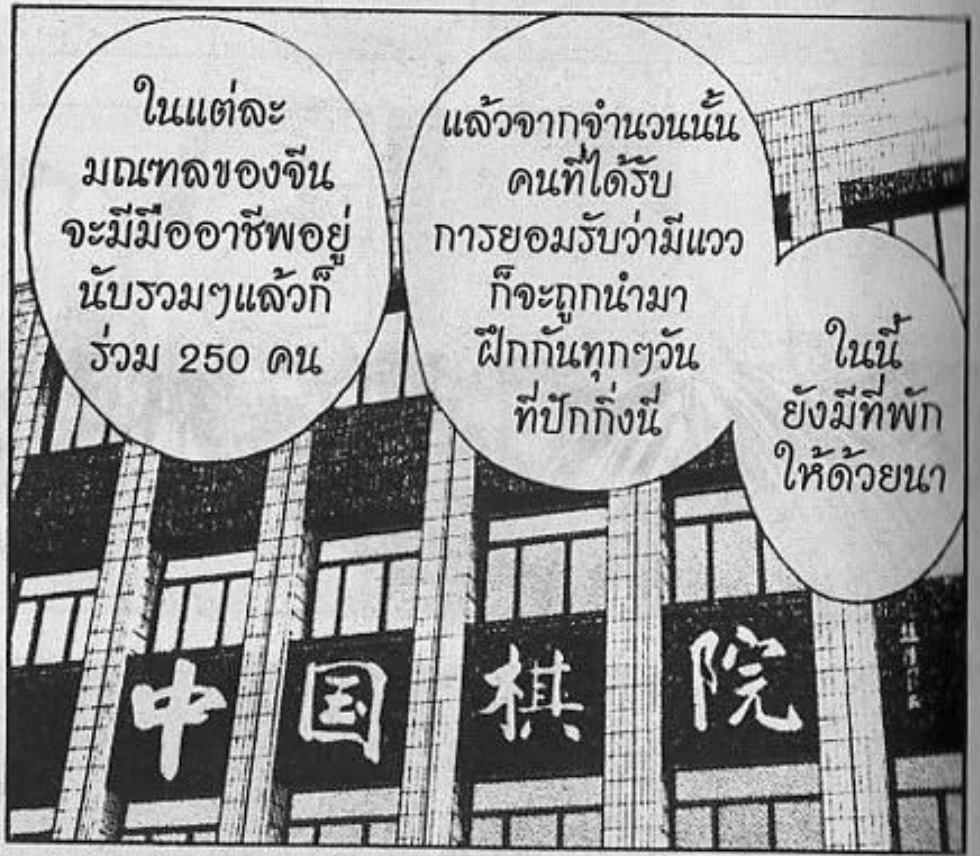 ในแต่ละ
มณฑลของจีน
จะมีมืออาชีพอยู่
นับรวมๆแล้วก็
ร่วม 250 คน
แล้วจากจำนวนนั้น
คนที่ได้รับ
การยอมรับว่ามีแวว
ก็จะถูกนำมา
ฝึกกันทุกๆวัน
ที่ปักกิ่งนี่
ในนี้
ยังมีที่พัก
ให้ด้วยนา
中国棋院